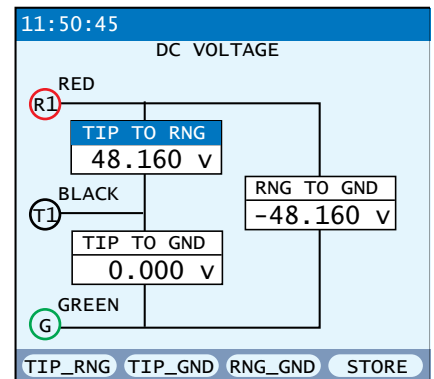 11:50:45
DC VOLTAGE
RED
R1
TIP TO RNG
48.160 v
BLACK
T1
RNG TO GND
-48.160 v
TIP TO GND
0.000 v
GREEN
G
TIP_RNG TIP_GND RNG_GND STORE